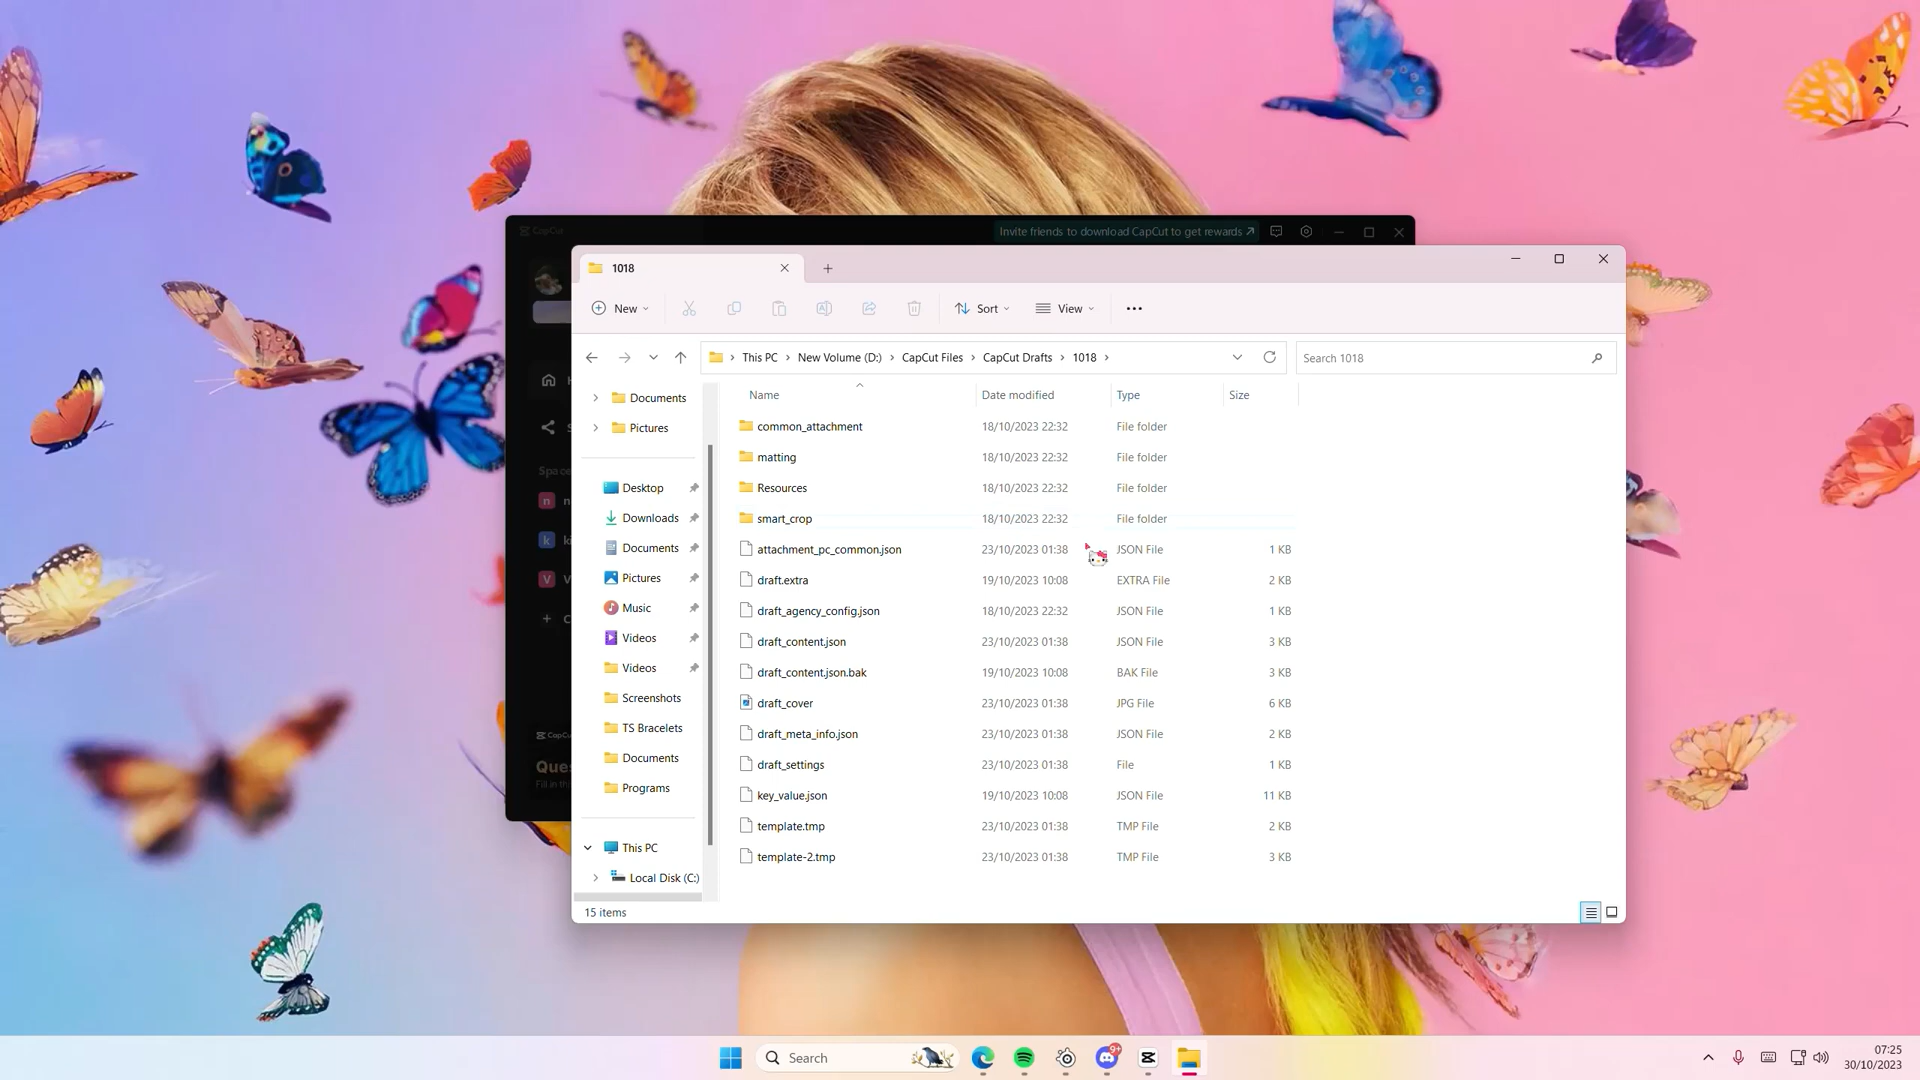 CapCut
Invite friends to download CapCut to get rewards
1018
New
Sort
View
This PC > New Volume (D:) > CapCut Files > CapCut Drafts > 1018 >
Search 1018
Name Date modified Type Size
Documents
Pictures
Desktop
Downloads
Documents
Pictures
Music
Videos
Videos
Screenshots
TS Bracelets
Documents
Programs
This PC
Local Disk (C:)
common_attachment 18/10/2023 22:32 File folder
matting 18/10/2023 22:32 File folder
Resources 18/10/2023 22:32 File folder
smart_crop 18/10/2023 22:32 File folder
attachment_pc_common.json 23/10/2023 01:38 JSON File 1 KB
draft.extra 19/10/2023 10:08 EXTRA File 2 KB
draft_agency_config.json 18/10/2023 22:32 JSON File 1 KB
draft_content.json 23/10/2023 01:38 JSON File 3 KB
draft_content.json.bak 19/10/2023 10:08 BAK File 3 KB
draft_cover 23/10/2023 01:38 JPG File 6 KB
draft_meta_info.json 23/10/2023 01:38 JSON File 2 KB
draft_settings 23/10/2023 01:38 File 1 KB
key_value.json 19/10/2023 10:08 JSON File 11 KB
template.tmp 23/10/2023 01:38 TMP File 2 KB
template-2.tmp 23/10/2023 01:38 TMP File 3 KB
15 items
n
k
V
Fill in
Search
9+
07:25
30/10/2023